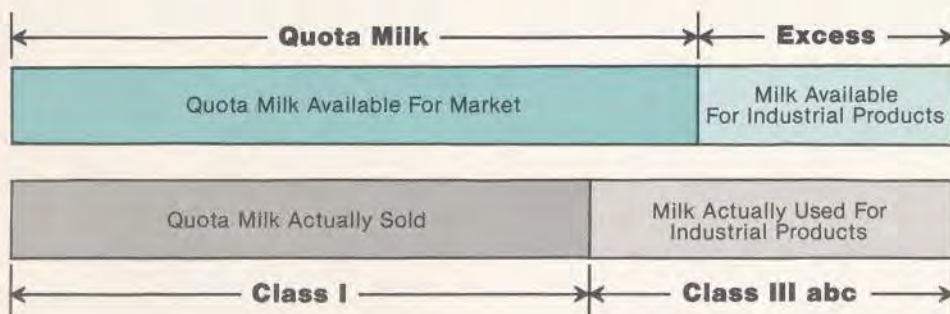 Quota Milk
Excess
Quota Milk Available For Market
Milk Available
For Industrial Products
Quota Milk Actually Sold
Milk Actually Used For
Industrial Products
Class I
Class III abc